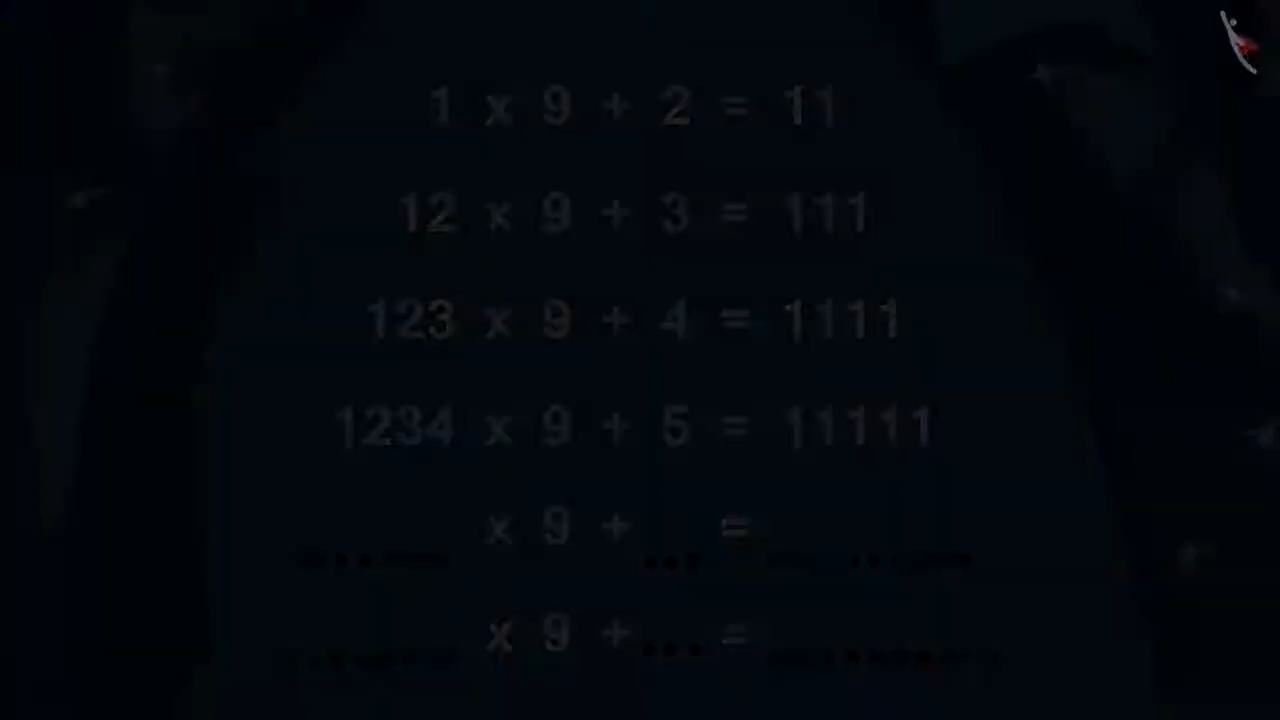 1 x 9 + 2 = 11
12 x 9 + 3 = 111
123 x 9 + 4 = 1111
1234 x 9 + 5 = 11111
x 9 + ... =
x 9 + ... =